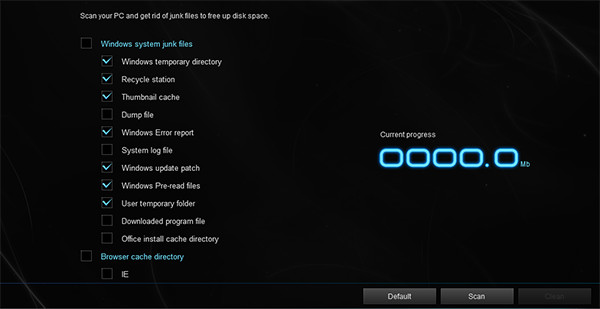 Scan your PC and get rid of junk files to free up disk space.
Windows system junk files
Windows temporary directory
Recycle station
Thumbnail cache
Dump file
Windows Error report
System log file
Windows update patch
Windows Pre-read files
User temporary folder
Downloaded program file
Office install cache directory
Browser cache directory
IE
Current progress
0000.0 Mb
Default
Scan
Clean